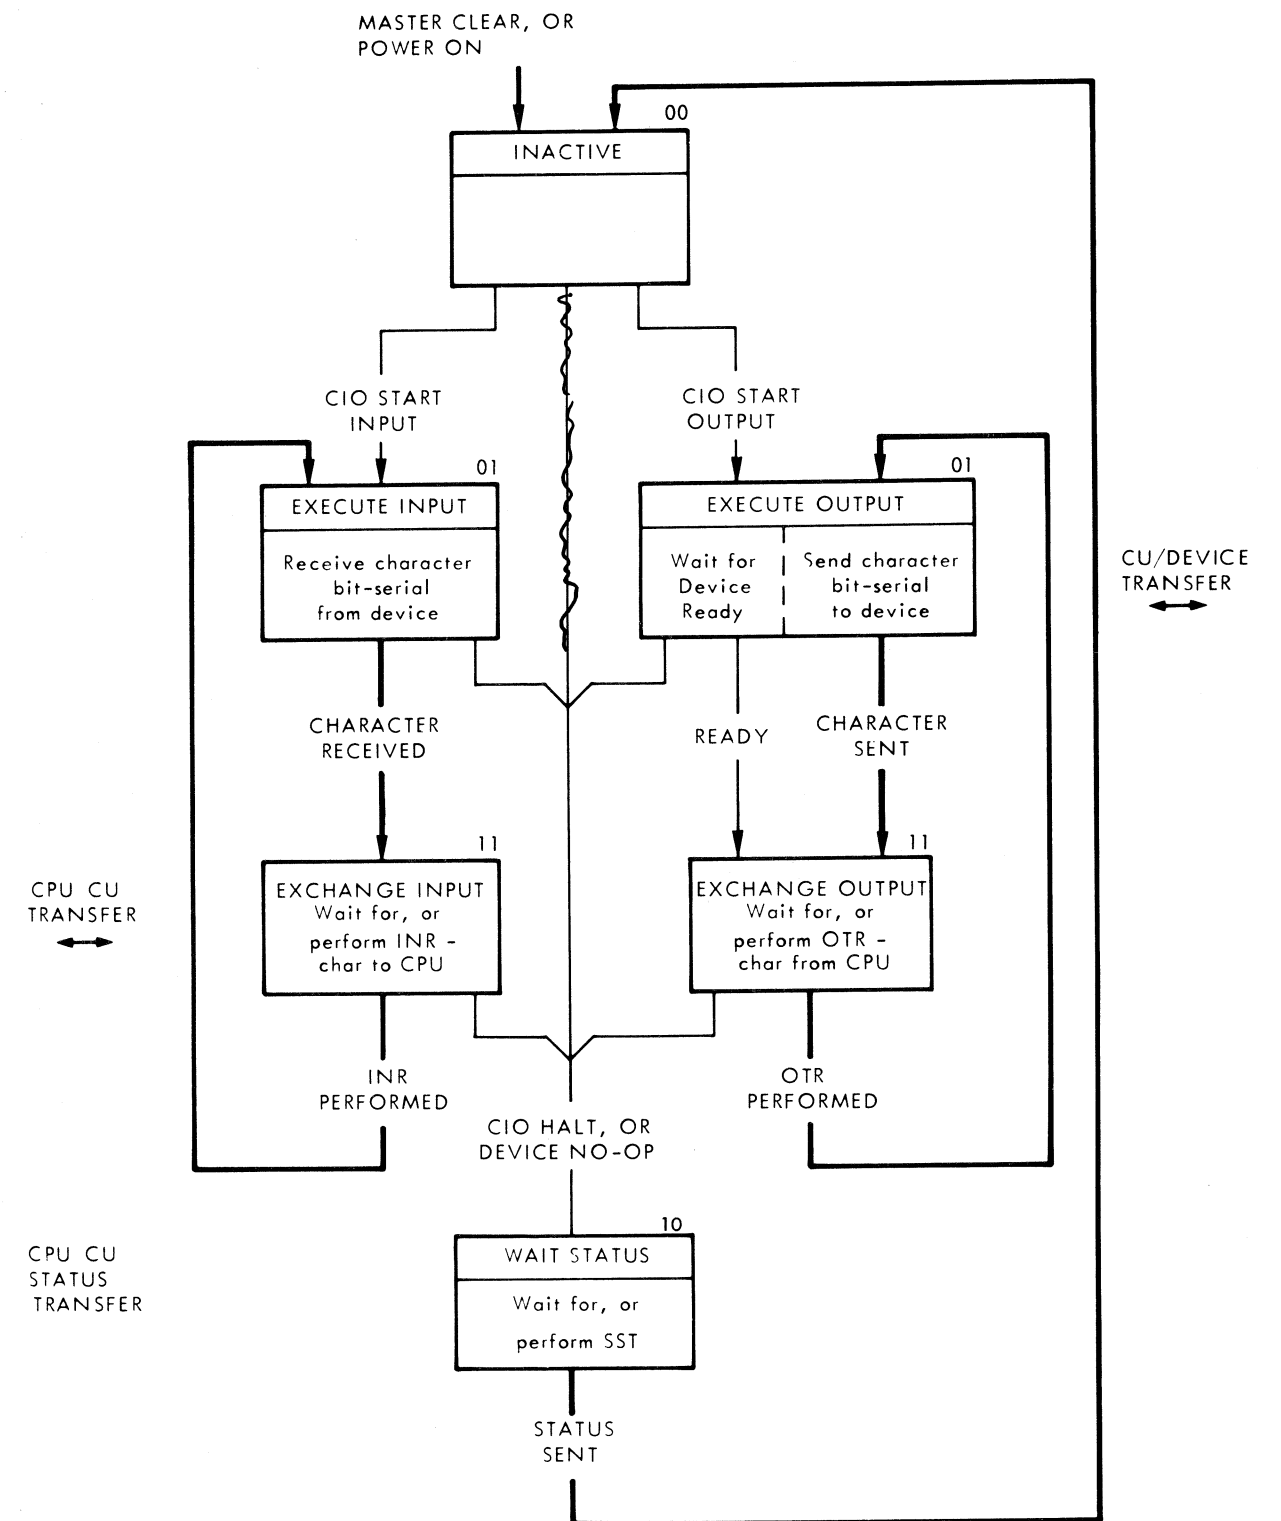 MASTER CLEAR, OR
POWER ON
00
INACTIVE
CIO START
INPUT
CIO START
OUTPUT
01
EXECUTE INPUT
Receive character
bit-serial
from device
01
EXECUTE OUTPUT
Wait for
Device
Ready
Send character
bit-serial
to device
CU/DEVICE
TRANSFER
CHARACTER
RECEIVED
READY
CHARACTER
SENT
CPU CU
TRANSFER
11
EXCHANGE INPUT
Wait for, or
perform INR -
char to CPU
11
EXCHANGE OUTPUT
Wait for, or
perform OTR -
char from CPU
INR
PERFORMED
OTR
PERFORMED
CIO HALT, OR
DEVICE NO-OP
CPU CU
STATUS
TRANSFER
10
WAIT STATUS
Wait for, or
perform SST
STATUS
SENT